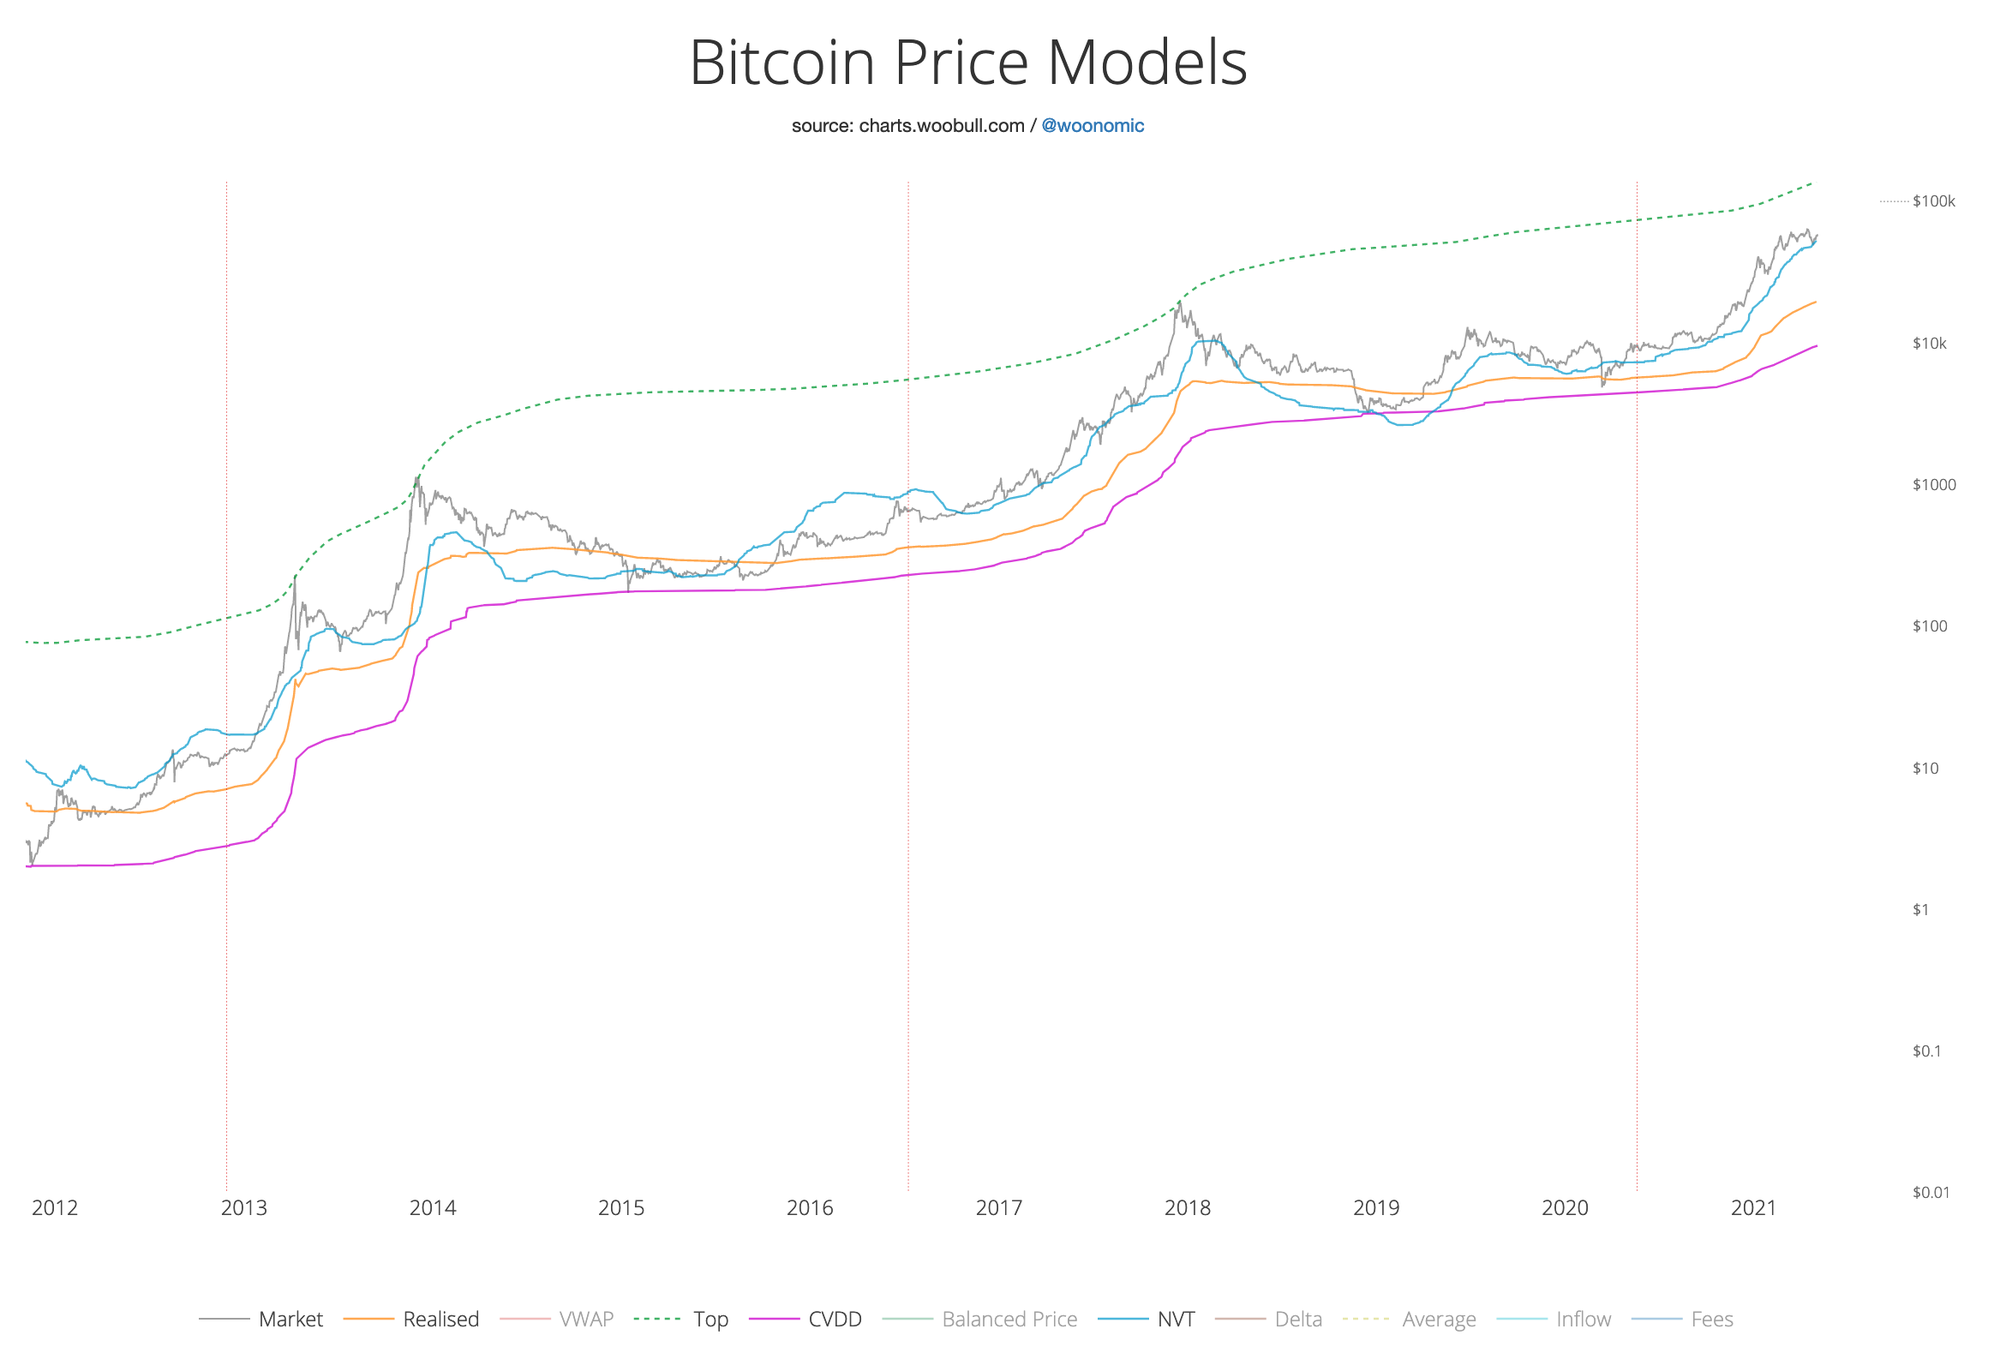 Bitcoin Price Models
source: charts.woobull.com / @woonomic
$100k
$10k
$1000
$100
$10
$1
$0.1
$0.01
2012 2013 2014 2015 2016 2017 2018 2019 2020 2021
Market Realised VWAP Top CVDD Balanced Price NVT Delta Average Inflow Fees